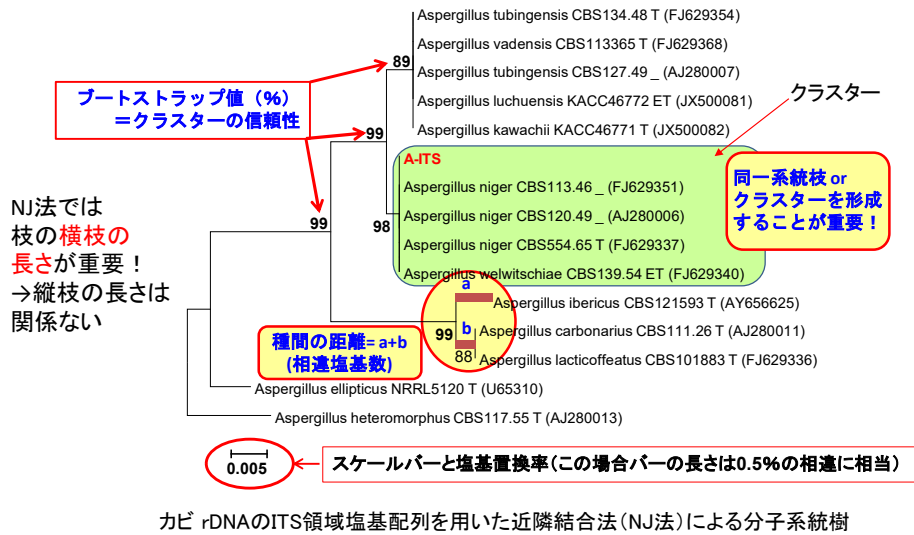 Aspergillus tubingensis CBS134.48 T (FJ629354)
Aspergillus vadensis CBS113365 T (FJ629368)
89
Aspergillus tubingensis CBS127.49 _ (AJ280007)
ブートストラップ値（%）
＝クラスターの信頼性
Aspergillus luchuensis KACC46772 ET (JX500081)
クラスター
99
Aspergillus kawachii KACC46771 T (JX500082)
A-ITS
Aspergillus niger CBS113.46 _ (FJ629351)
同一系統枝 or
クラスターを形成
することが重要！
NJ法では
枝の横枝の
長さが重要！
→縦枝の長さは
関係ない
99
98
Aspergillus niger CBS120.49 _ (AJ280006)
Aspergillus niger CBS554.65 T (FJ629337)
Aspergillus welwitschiae CBS139.54 ET (FJ629340)
a
Aspergillus ibericus CBS121593 T (AY656625)
種間の距離= a+b
(相違塩基数)
99
b
Aspergillus carbonarius CBS111.26 T (AJ280011)
88
Aspergillus lacticoffeatus CBS101883 T (FJ629336)
Aspergillus ellipticus NRRL5120 T (U65310)
Aspergillus heteromorphus CBS117.55 T (AJ280013)
0.005
スケールバーと塩基置換率（この場合バーの長さは0.5%の相違に相当）
カビ rDNAのITS領域塩基配列を用いた近隣結合法（NJ法）による分子系統樹